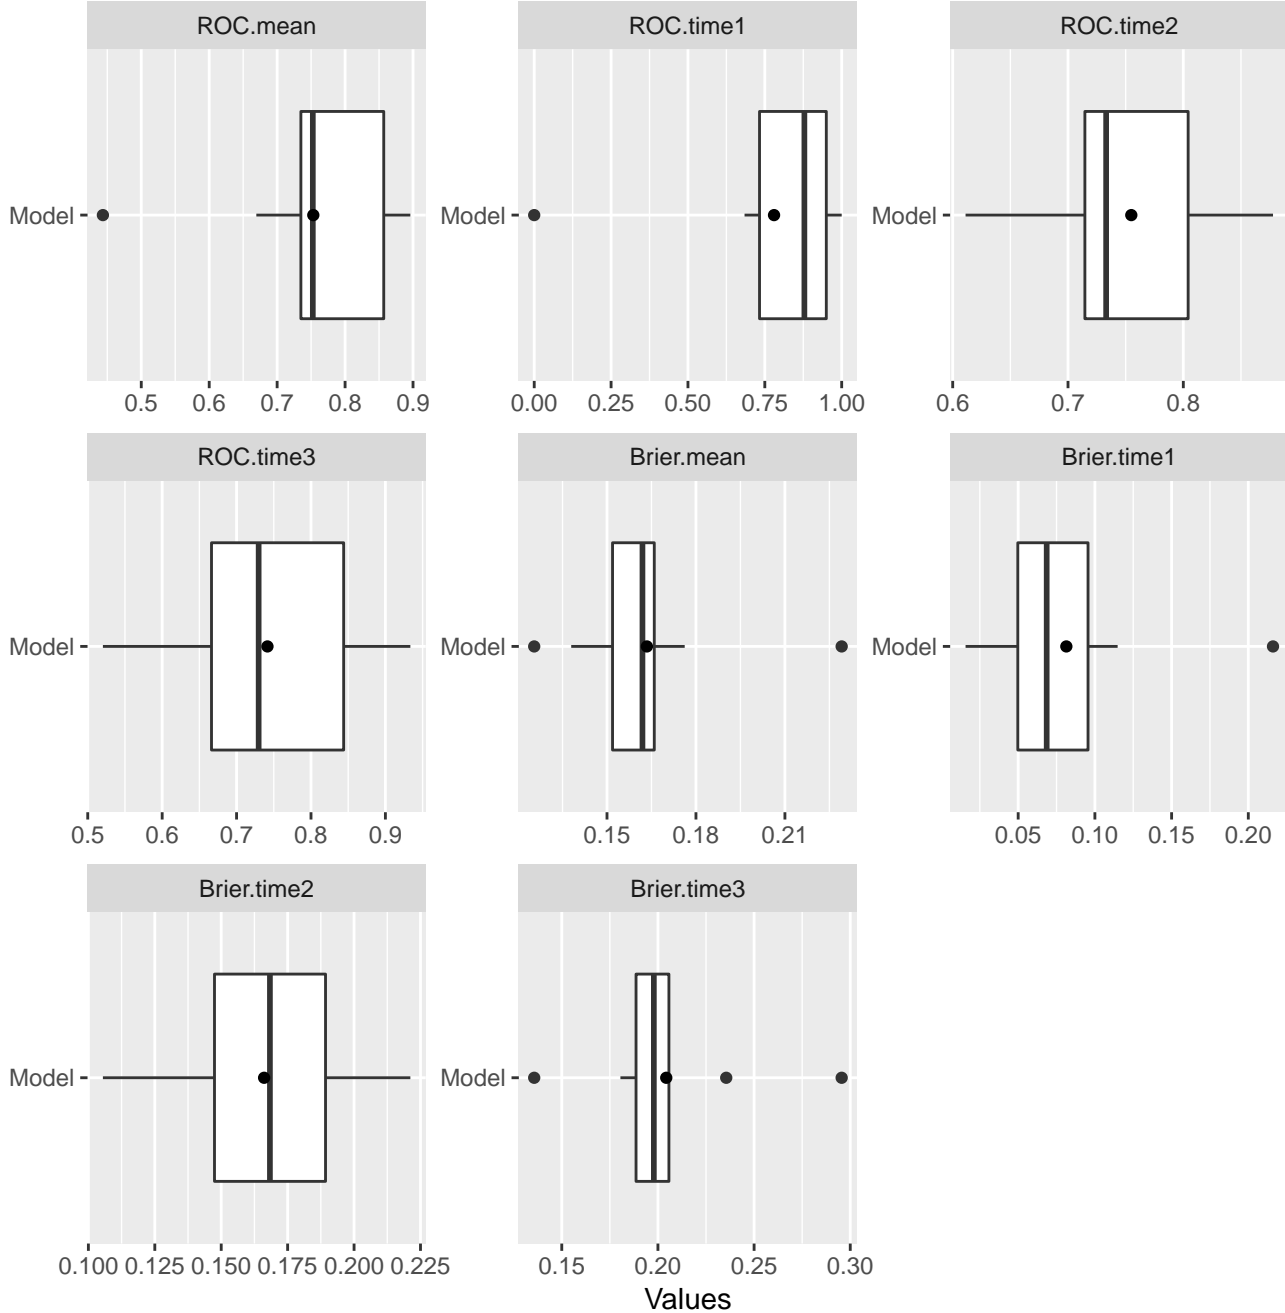 ROC.mean
ROC.time1
ROC.time2
Model
Model
Model
0.5 0.6 0.7 0.8 0.9
0.00 0.25 0.50 0.75 1.00
0.6 0.7 0.8
ROC.time3
Brier.mean
Brier.time1
Model
Model
Model
0.5 0.6 0.7 0.8 0.9
0.15 0.18 0.21
0.05 0.10 0.15 0.20
Brier.time2
Brier.time3
Model
Model
0.100 0.125 0.150 0.175 0.200 0.225
0.15 0.20 0.25 0.30
Values